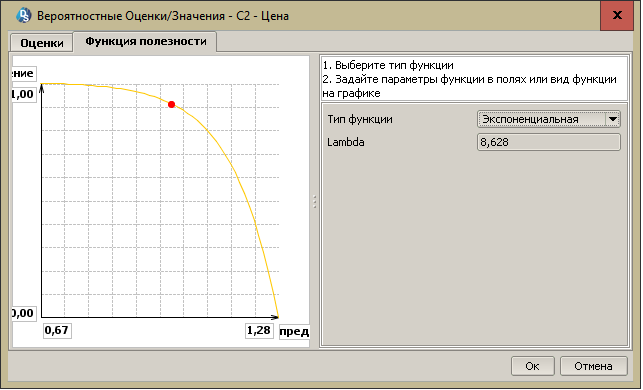 Вероятностные Оценки/Значения - C2 - Цена
Оценки
Функция полезности
ение
1,00
0,00
0,67
1,28
пред
1. Выберите тип функции
2. Задайте параметры функции в полях или вид функции
на графике
Тип функции
Экспоненциальная
Lambda
8,628
Ок
Отмена